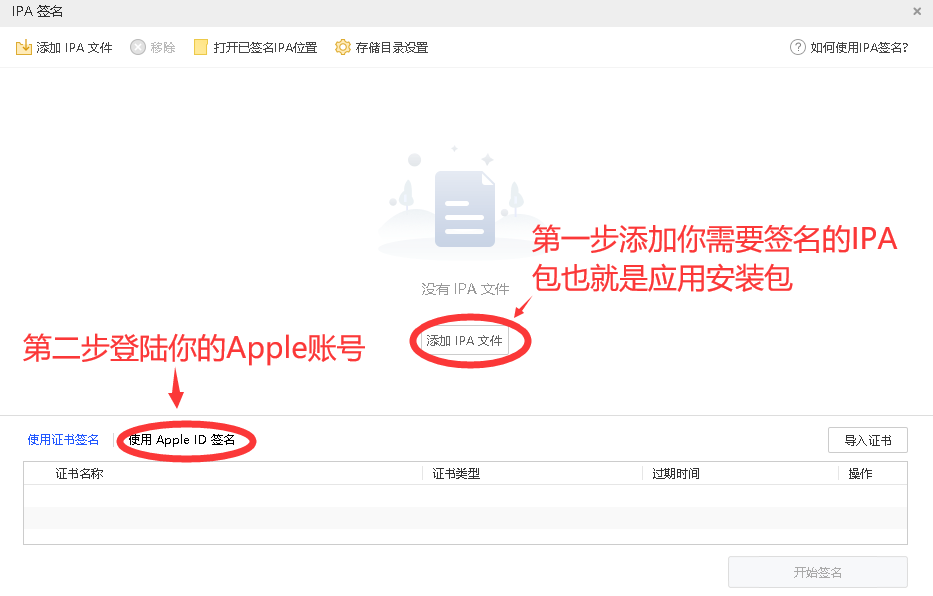 IPA 签名
添加 IPA 文件 移除 打开已签名IPA位置 存储目录设置 如何使用IPA签名?
第一步添加你需要签名的IPA
包也就是应用安装包
没有 IPA 文件
添加 IPA 文件
第二步登陆你的Apple账号
使用证书签名 使用 Apple ID 签名 导入证书
证书名称 证书类型 过期时间 操作
开始签名